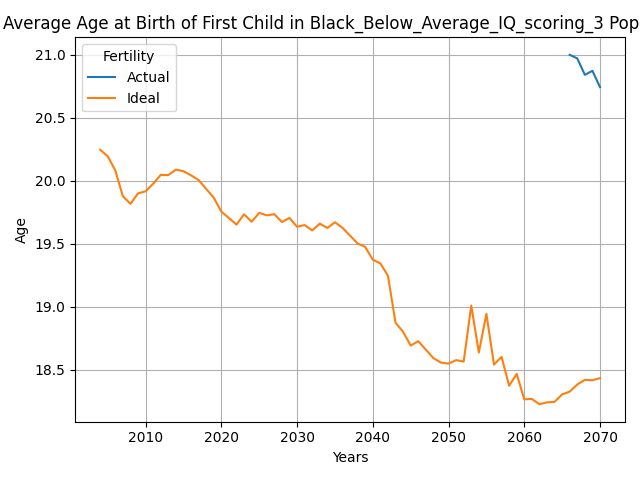 Average Age at Birth of First Child in Black_Below_Average_IQ_scoring_3 Pop
Fertility
Actual
Ideal
21.0
20.5
20.0
19.5
19.0
18.5
Age
2010 2020 2030 2040 2050 2060 2070
Years